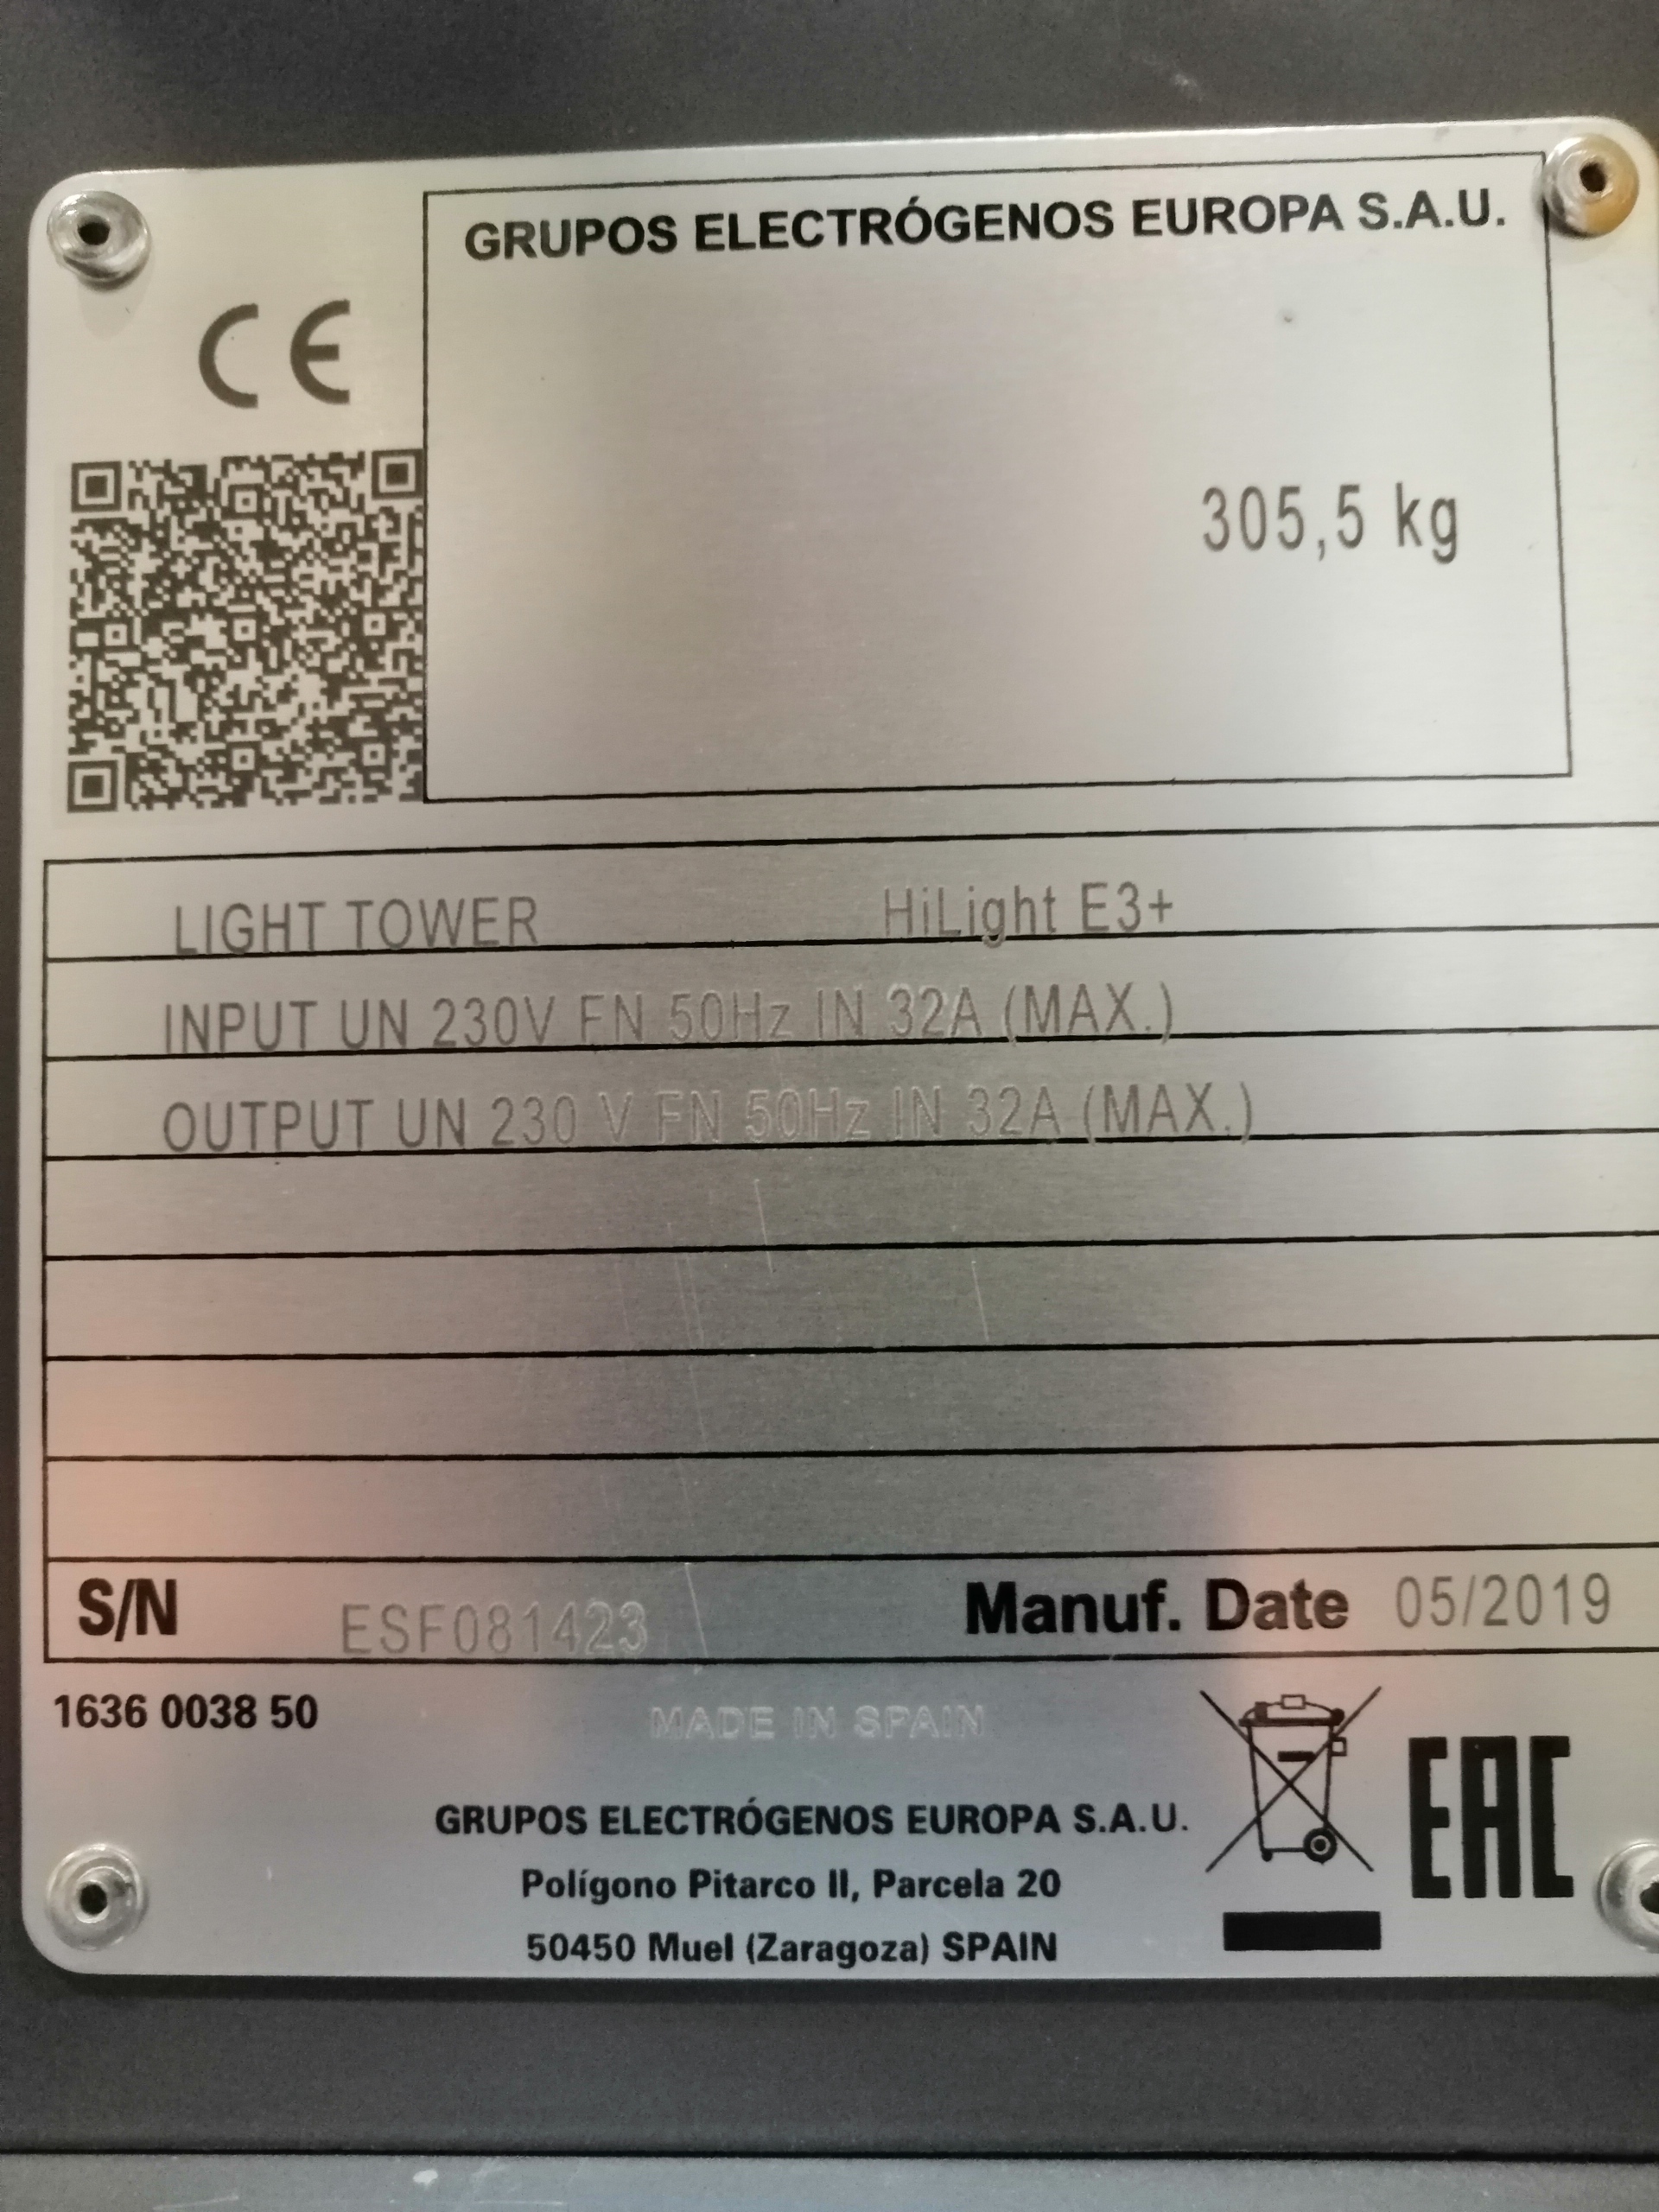 GRUPOS ELECTRÓGENOS EUROPA S.A.U.
CE
305,5 kg
LIGHT TOWER HiLight E3+
INPUT UN 230V FN 50Hz IN 32A (MAX.)
OUTPUT UN 230 V FN 50Hz IN 32A (MAX.)
S/N ESF081423 Manuf. Date 05/2019
1636 0038 50
MADE IN SPAIN
GRUPOS ELECTRÓGENOS EUROPA S.A.U.
Polígono Pitarco II, Parcela 20
50450 Muel (Zaragoza) SPAIN
EAC